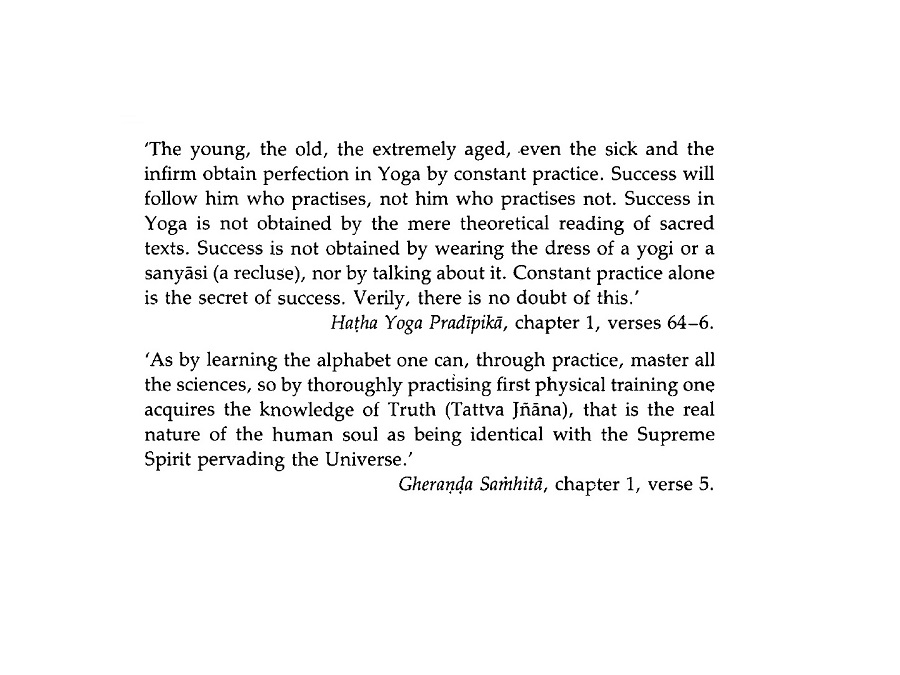 'The young, the old, the extremely aged, even the sick and the
infirm obtain perfection in Yoga by constant practice. Success will
follow him who practises, not him who practises not. Success in
Yoga is not obtained by the mere theoretical reading of sacred
texts. Success is not obtained by wearing the dress of a yogi or a
sanyāsi (a recluse), nor by talking about it. Constant practice alone
is the secret of success. Verily, there is no doubt of this.'
Haṭha Yoga Pradīpikā, chapter 1, verses 64–6.
'As by learning the alphabet one can, through practice, master all
the sciences, so by thoroughly practising first physical training one
acquires the knowledge of Truth (Tattva Jñāna), that is the real
nature of the human soul as being identical with the Supreme
Spirit pervading the Universe.'
Gheraṇḍa Saṁhitā, chapter 1, verse 5.